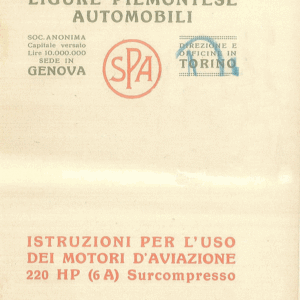 LIGURE PIEMONTESE
AUTOMOBILI
SOC. ANONIMA
Capitale versato
Lire 10.000.000
SEDE IN
GENOVA
SPA
DIREZIONE E
OFFICINE IN
TORINO
ISTRUZIONI PER L'USO
DEI MOTORI D'AVIAZIONE
220 HP (6 A) Surcompresso